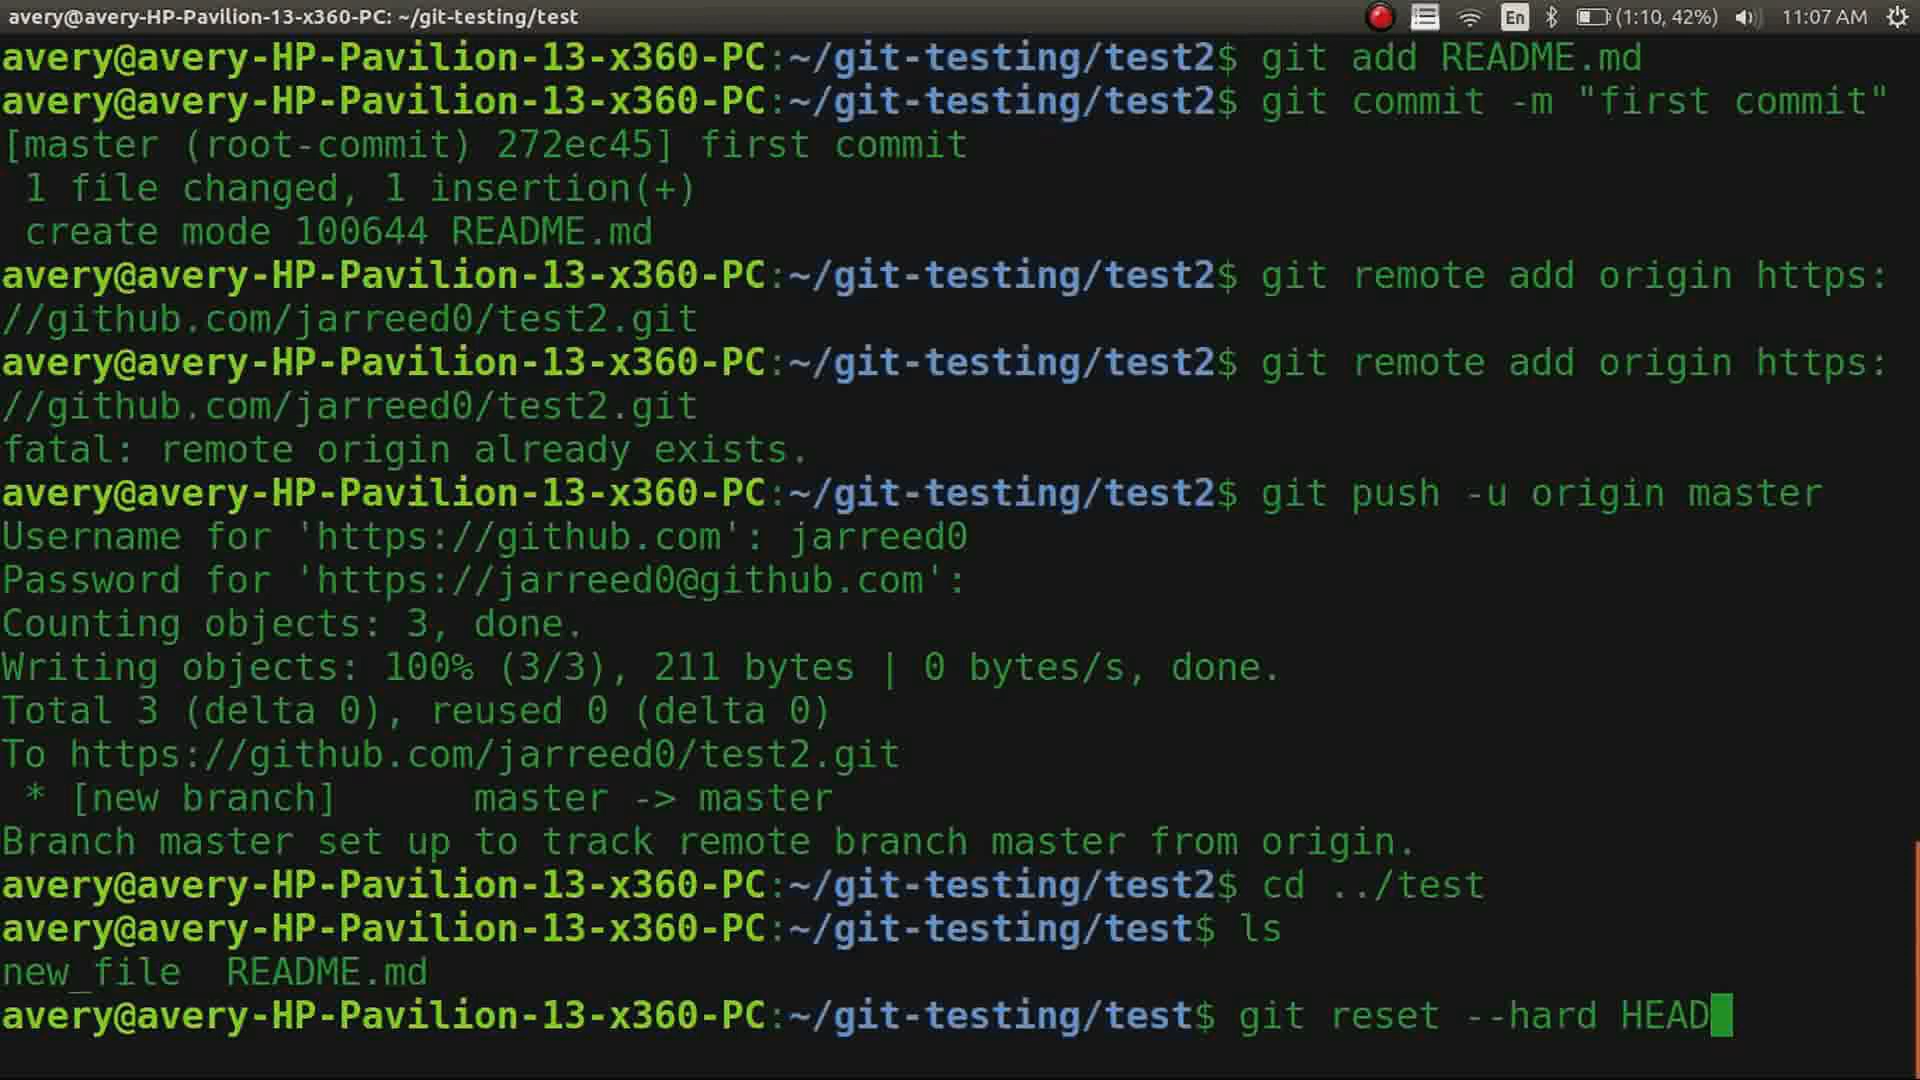 avery@avery-HP-Pavilion-13-x360-PC: ~/git-testing/test
En
(1:10, 42%)
11:07 AM
avery@avery-HP-Pavilion-13-x360-PC:~/git-testing/test2$ git add README.md
avery@avery-HP-Pavilion-13-x360-PC:~/git-testing/test2$ git commit -m "first commit"
[master (root-commit) 272ec45] first commit
 1 file changed, 1 insertion(+)
 create mode 100644 README.md
avery@avery-HP-Pavilion-13-x360-PC:~/git-testing/test2$ git remote add origin https:
//github.com/jarreed0/test2.git
avery@avery-HP-Pavilion-13-x360-PC:~/git-testing/test2$ git remote add origin https:
//github.com/jarreed0/test2.git
fatal: remote origin already exists.
avery@avery-HP-Pavilion-13-x360-PC:~/git-testing/test2$ git push -u origin master
Username for 'https://github.com': jarreed0
Password for 'https://jarreed0@github.com':
Counting objects: 3, done.
Writing objects: 100% (3/3), 211 bytes | 0 bytes/s, done.
Total 3 (delta 0), reused 0 (delta 0)
To https://github.com/jarreed0/test2.git
 * [new branch]      master -> master
Branch master set up to track remote branch master from origin.
avery@avery-HP-Pavilion-13-x360-PC:~/git-testing/test2$ cd ../test
avery@avery-HP-Pavilion-13-x360-PC:~/git-testing/test$ ls
new_file  README.md
avery@avery-HP-Pavilion-13-x360-PC:~/git-testing/test$ git reset --hard HEAD